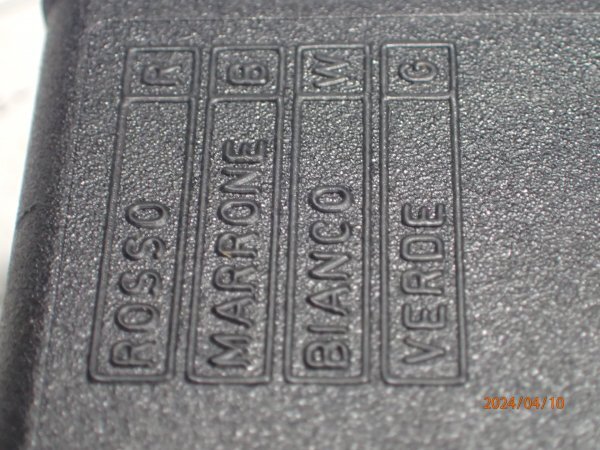 ROSSO R
MARRONE B
BIANCO W
VERDE G
2024/04/10